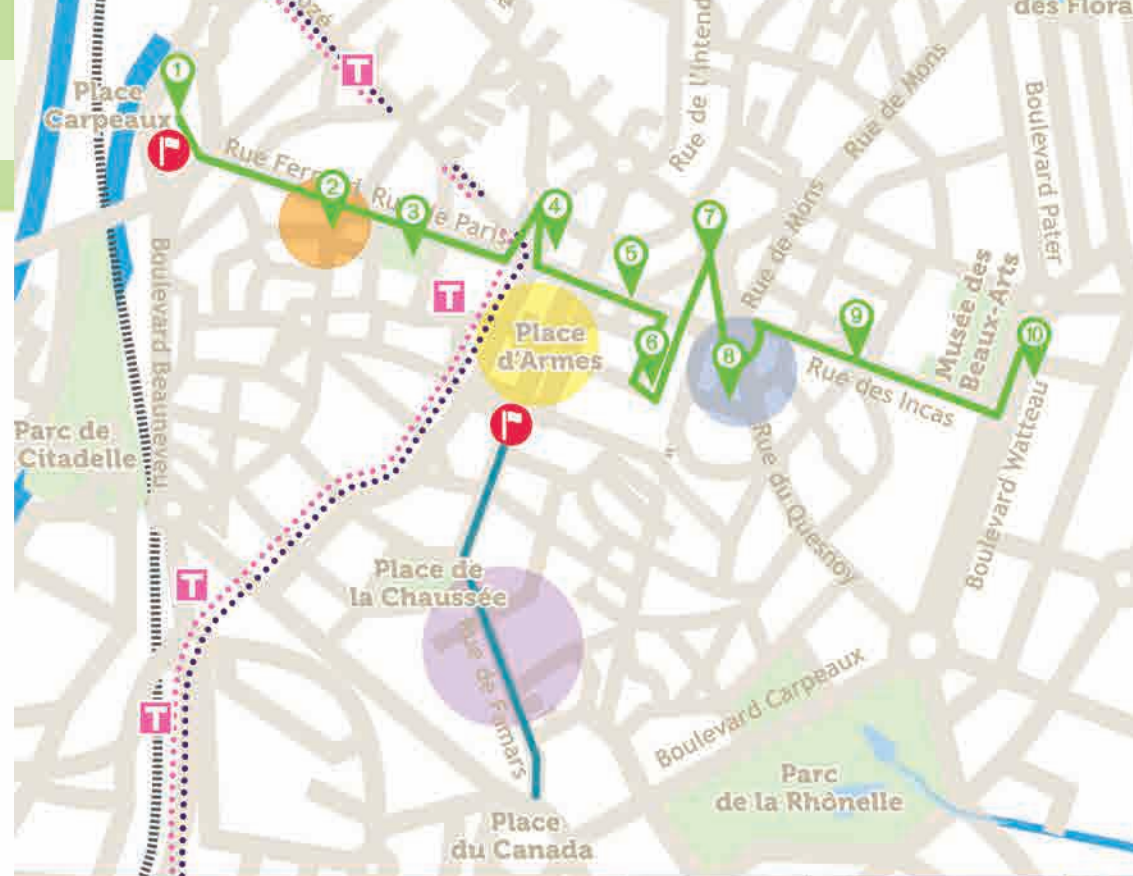 ozé
des Flora
T
1
Place
Carpeaux
Rue de l'Intend
Rue de Mons
Boulevard Pater
Rue Fer
2
Rue de Paris
3
4
5
7
Rue de Mons
Musée des
Beaux-Arts
T
Boulevard Beauneveu
Place
d'Armes
6
8
9
10
Rue des Incas
Parc de
Citadelle
Rue du Quesnoy
Boulevard Watteau
Place de
la Chaussée
T
Rue de Famars
Boulevard Carpeaux
T
Parc
de la Rhônelle
Place
du Canada